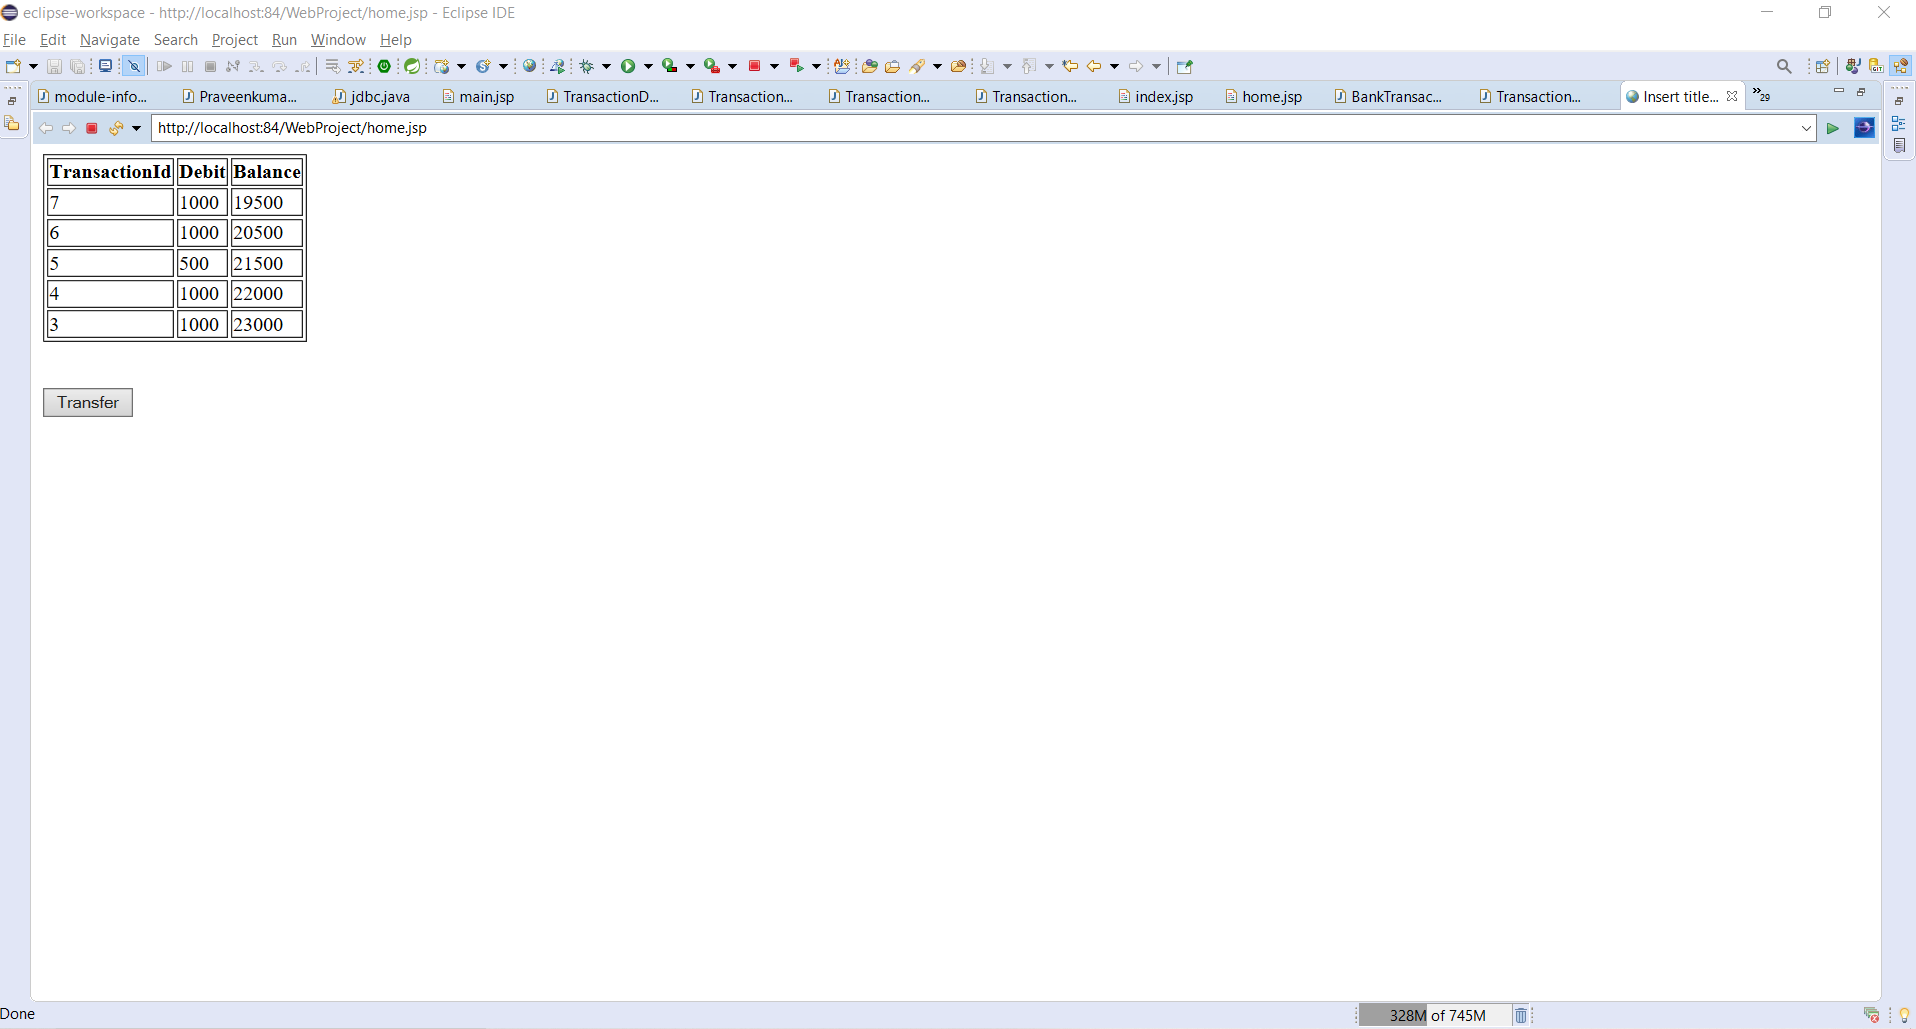 eclipse-workspace - http://localhost:84/WebProject/home.jsp - Eclipse IDE
File Edit Navigate Search Project Run Window Help
module-info... Praveenkuma... jdbc.java main.jsp TransactionD... Transaction... Transaction... Transaction... index.jsp home.jsp BankTransac... Transaction... Insert title... »29
http://localhost:84/WebProject/home.jsp
TransactionId Debit Balance
7 1000 19500
6 1000 20500
5 500 21500
4 1000 22000
3 1000 23000
Transfer
Done 328M of 745M